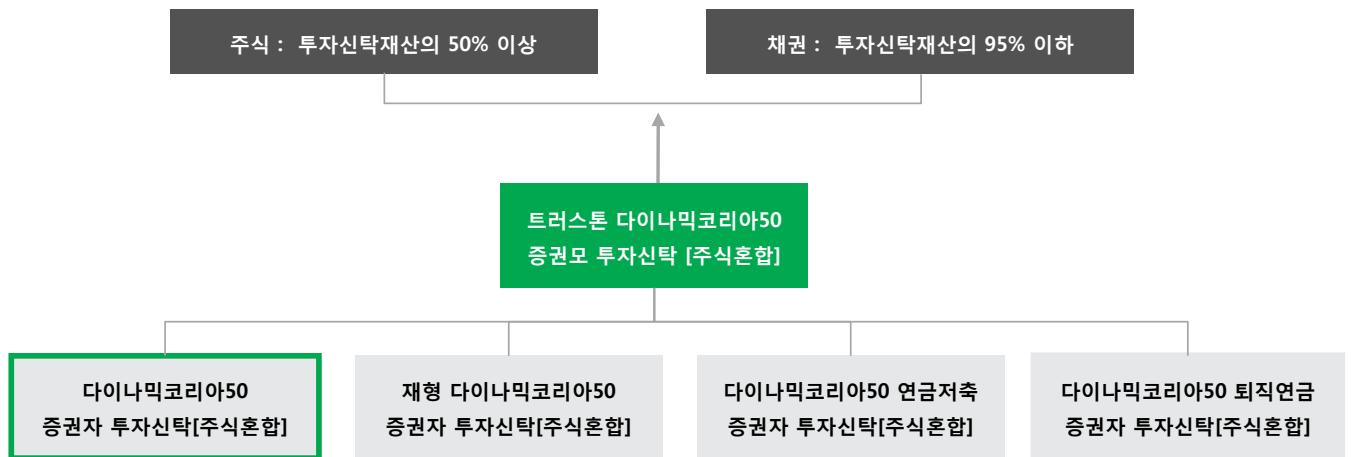 주식 : 투자신탁재산의 50% 이상
채권 : 투자신탁재산의 95% 이하
트러스톤 다이나믹코리아50
증권모 투자신탁 [주식혼합]
다이나믹코리아50
증권자 투자신탁[주식혼합]
재형 다이나믹코리아50
증권자 투자신탁[주식혼합]
다이나믹코리아50 연금저축
증권자 투자신탁[주식혼합]
다이나믹코리아50 퇴직연금
증권자 투자신탁[주식혼합]